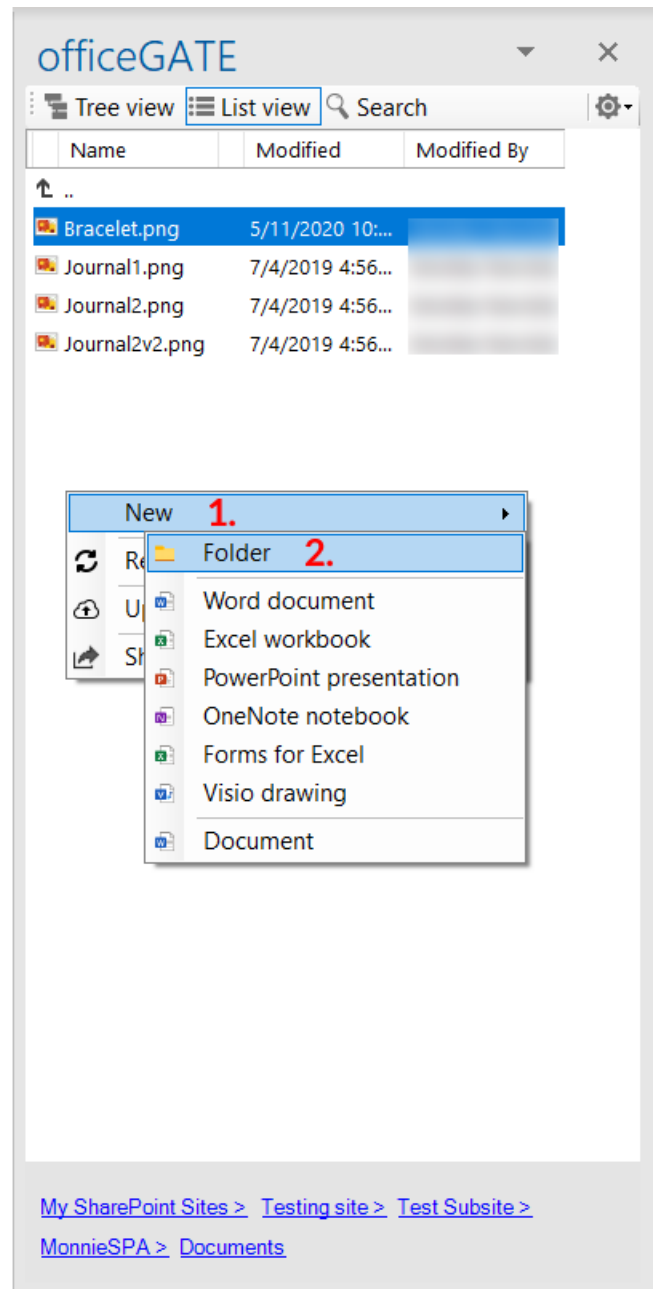 officeGATE
Tree view List view Search
Name Modified Modified By
..
Bracelet.png 5/11/2020 10:...
Journal1.png 7/4/2019 4:56...
Journal2.png 7/4/2019 4:56...
Journal2v2.png 7/4/2019 4:56...
New 1.
Folder 2.
Word document
Excel workbook
PowerPoint presentation
OneNote notebook
Forms for Excel
Visio drawing
Document
My SharePoint Sites > Testing site > Test Subsite >
MonnieSPA > Documents